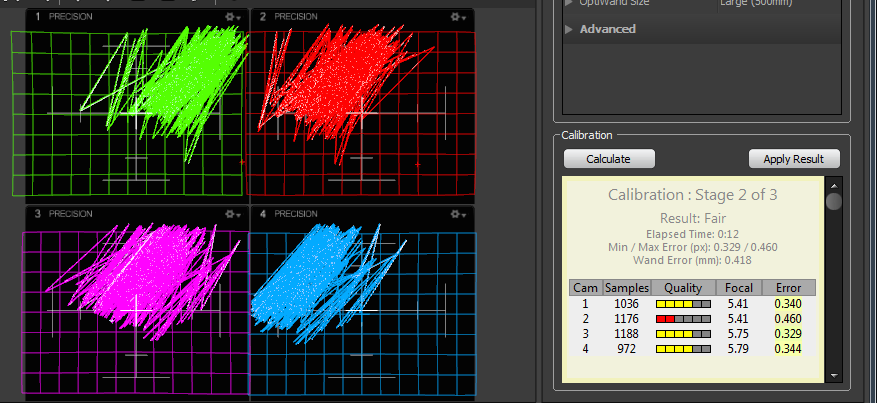 1 PRECISION
2 PRECISION
3 PRECISION
4 PRECISION
OptiWand Size Large (500mm)
Advanced
Calibration
Calculate Apply Result
Calibration : Stage 2 of 3
Result: Fair
Elapsed Time: 0:12
Min / Max Error (px): 0.329 / 0.460
Wand Error (mm): 0.418
Cam Samples Quality Focal Error
1 1036 5.41 0.340
2 1176 5.41 0.460
3 1188 5.75 0.329
4 972 5.79 0.344